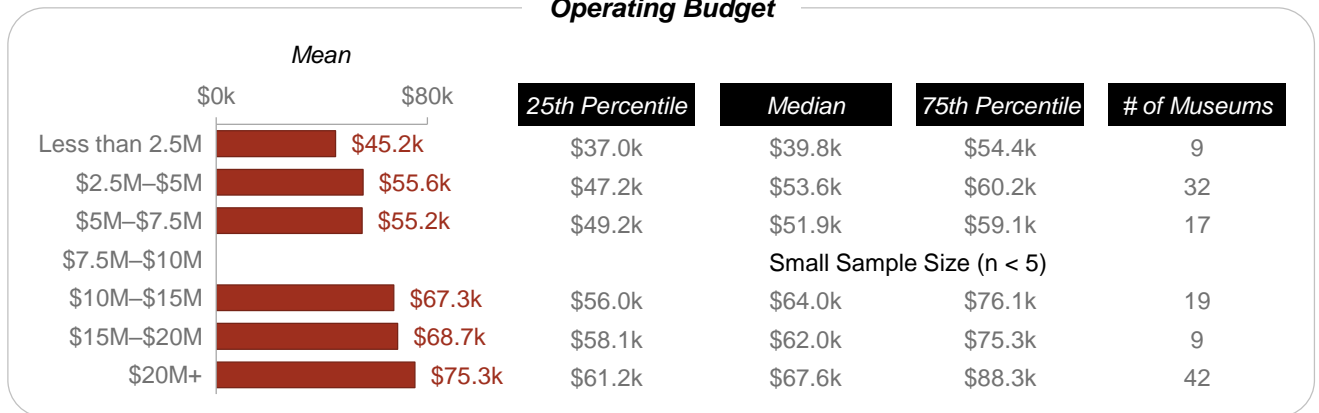 Operating Budget
Mean
$0k $80k 25th Percentile Median 75th Percentile # of Museums
Less than 2.5M $45.2k $37.0k $39.8k $54.4k 9
$2.5M–$5M $55.6k $47.2k $53.6k $60.2k 32
$5M–$7.5M $55.2k $49.2k $51.9k $59.1k 17
$7.5M–$10M Small Sample Size (n < 5)
$10M–$15M $67.3k $56.0k $64.0k $76.1k 19
$15M–$20M $68.7k $58.1k $62.0k $75.3k 9
$20M+ $75.3k $61.2k $67.6k $88.3k 42